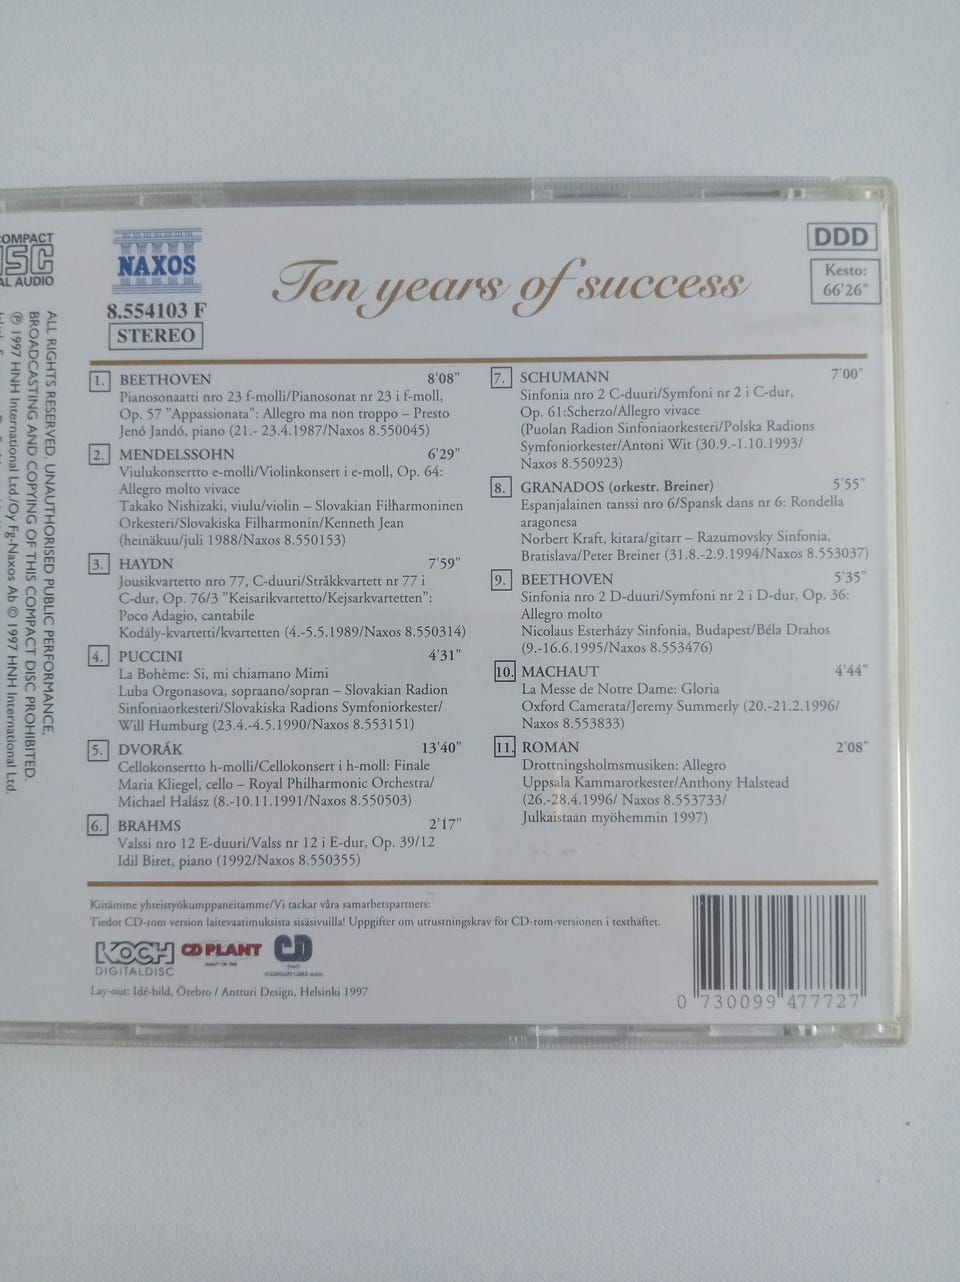 COMPACT
DISC
AL AUDIO
NAXOS
8.554103 F
STEREO
Ten years of success
DDD
Kesto:
66'26"
ALL RIGHTS RESERVED. UNAUTHORISED PUBLIC PERFORMANCE,
BROADCASTING AND COPYING OF THIS COMPACT DISC PROHIBITED.
℗ 1997 HNH International Ltd./Oy Fg-Naxos Ab © 1997 HNH International Ltd.
1. BEETHOVEN 8'08"
Pianosonaatti nro 23 f-molli/Pianosonat nr 23 i f-moll,
Op. 57 "Appassionata": Allegro ma non troppo – Presto
Jenó Jandó, piano (21.- 23.4.1987/Naxos 8.550045)
2. MENDELSSOHN 6'29"
Viulukonsertto e-molli/Violinkonsert i e-moll, Op. 64:
Allegro molto vivace
Takako Nishizaki, viulu/violin – Slovakian Filharmoninen
Orkesteri/Slovakiska Filharmonin/Kenneth Jean
(heinäkuu/juli 1988/Naxos 8.550153)
3. HAYDN 7'59"
Jousikvartetto nro 77, C-duuri/Stråkkvartett nr 77 i
C-dur, Op. 76/3 "Keisarikvartetto/Kejsarkvartetten":
Poco Adagio, cantabile
Kodály-kvartetti/kvartetten (4.-5.5.1989/Naxos 8.550314)
4. PUCCINI 4'31"
La Bohème: Si, mi chiamano Mimi
Luba Orgonasova, sopraano/sopran – Slovakian Radion
Sinfoniaorkesteri/Slovakiska Radions Symfoniorkester/
Will Humburg (23.4.-4.5.1990/Naxos 8.553151)
5. DVORÁK 13'40"
Cellokonsertto h-molli/Cellokonsert i h-moll: Finale
Maria Kliegel, cello – Royal Philharmonic Orchestra/
Michael Halász (8.-10.11.1991/Naxos 8.550503)
6. BRAHMS 2'17"
Valssi nro 12 E-duuri/Valss nr 12 i E-dur, Op. 39/12
Idil Biret, piano (1992/Naxos 8.550355)
7. SCHUMANN 7'00"
Sinfonia nro 2 C-duuri/Symfoni nr 2 i C-dur,
Op. 61:Scherzo/Allegro vivace
(Puolan Radion Sinfoniaorkesteri/Polska Radions
Symfoniorkester/Antoni Wit (30.9.-1.10.1993/
Naxos 8.550923)
8. GRANADOS (orkestr. Breiner) 5'55"
Espanjalainen tanssi nro 6/Spansk dans nr 6: Rondella
aragonesa
Norbert Kraft, kitara/gitarr – Razumovsky Sinfonia,
Bratislava/Peter Breiner (31.8.-2.9.1994/Naxos 8.553037)
9. BEETHOVEN 5'35"
Sinfonia nro 2 D-duuri/Symfoni nr 2 i D-dur, Op. 36:
Allegro molto
Nicolaus Esterházy Sinfonia, Budapest/Béla Drahos
(9.-16.6.1995/Naxos 8.553476)
10. MACHAUT 4'44"
La Messe de Notre Dame: Gloria
Oxford Camerata/Jeremy Summerly (20.-21.2.1996/
Naxos 8.553833)
11. ROMAN 2'08"
Drottningsholmsmusiken: Allegro
Uppsala Kammarorkester/Anthony Halstead
(26.-28.4.1996/ Naxos 8.553733/
Julkaistaan myöhemmin 1997)
Kiitämme yhteistyökumppaneitamme/Vi tackar våra samarbetspartners:
Tiedot CD-rom version laitevaatimuksista sisäsivuilla! Uppgifter om utrustningskrav för CD-rom-versionen i texthäftet.
KOCH
DIGITALDISC
CD PLANT
CD
Lay-out: Idé-bild, Örebro / Antturi Design, Helsinki 1997
0 730099 477727